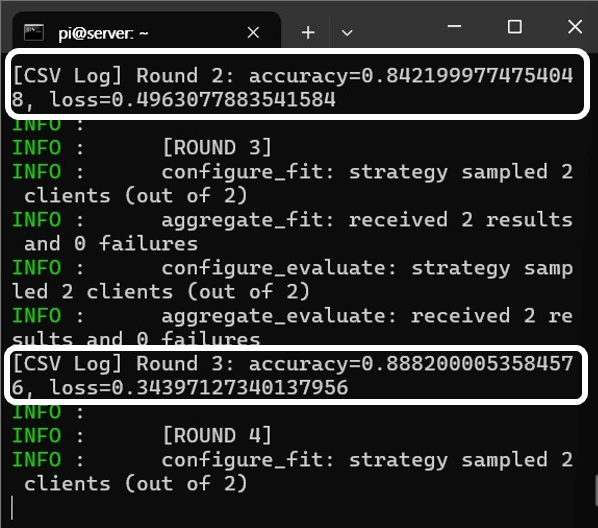 pi@server: ~
[CSV Log] Round 2: accuracy=0.842199977475404
8, loss=0.4963077883541584
INFO :
INFO : [ROUND 3]
INFO : configure_fit: strategy sampled 2
clients (out of 2)
INFO : aggregate_fit: received 2 results
and 0 failures
INFO : configure_evaluate: strategy samp
led 2 clients (out of 2)
INFO : aggregate_evaluate: received 2 re
sults and 0 failures
[CSV Log] Round 3: accuracy=0.888200005358457
6, loss=0.34397127340137956
INFO :
INFO : [ROUND 4]
INFO : configure_fit: strategy sampled 2
clients (out of 2)